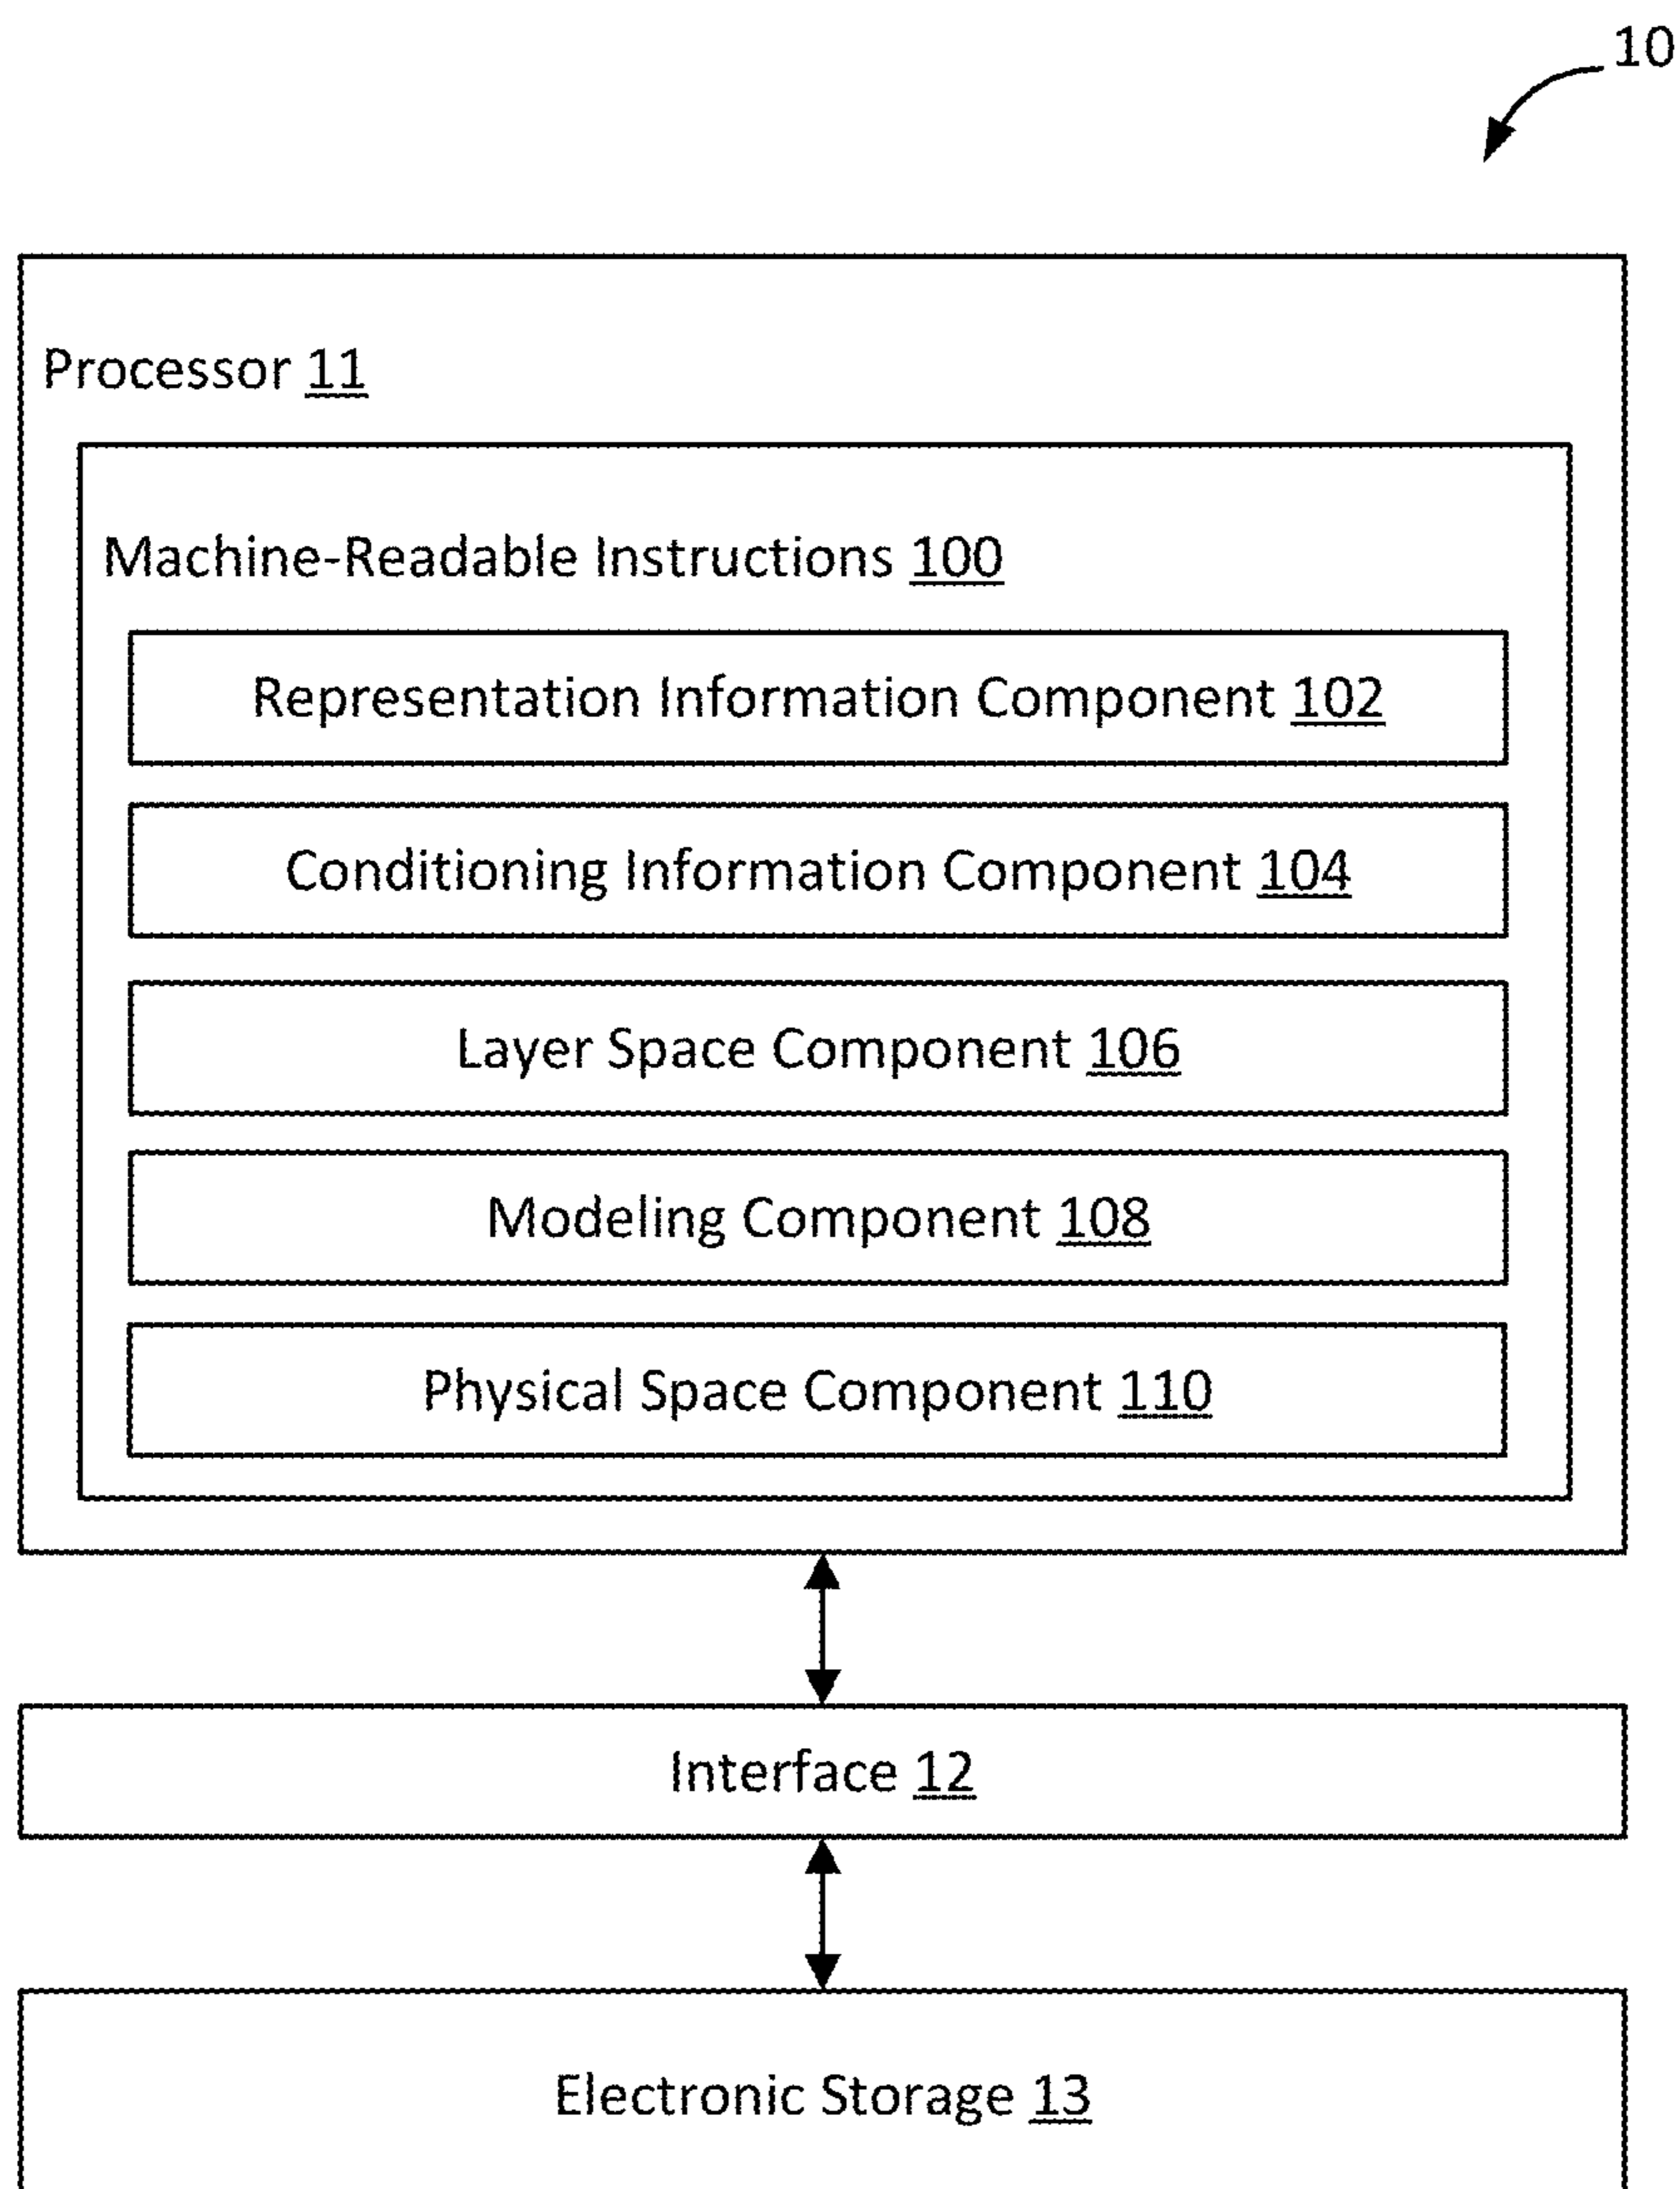 10
Processor 11
Machine-Readable Instructions 100
Representation Information Component 102
Conditioning Information Component 104
Layer Space Component 106
Modeling Component 108
Physical Space Component 110
Interface 12
Electronic Storage 13